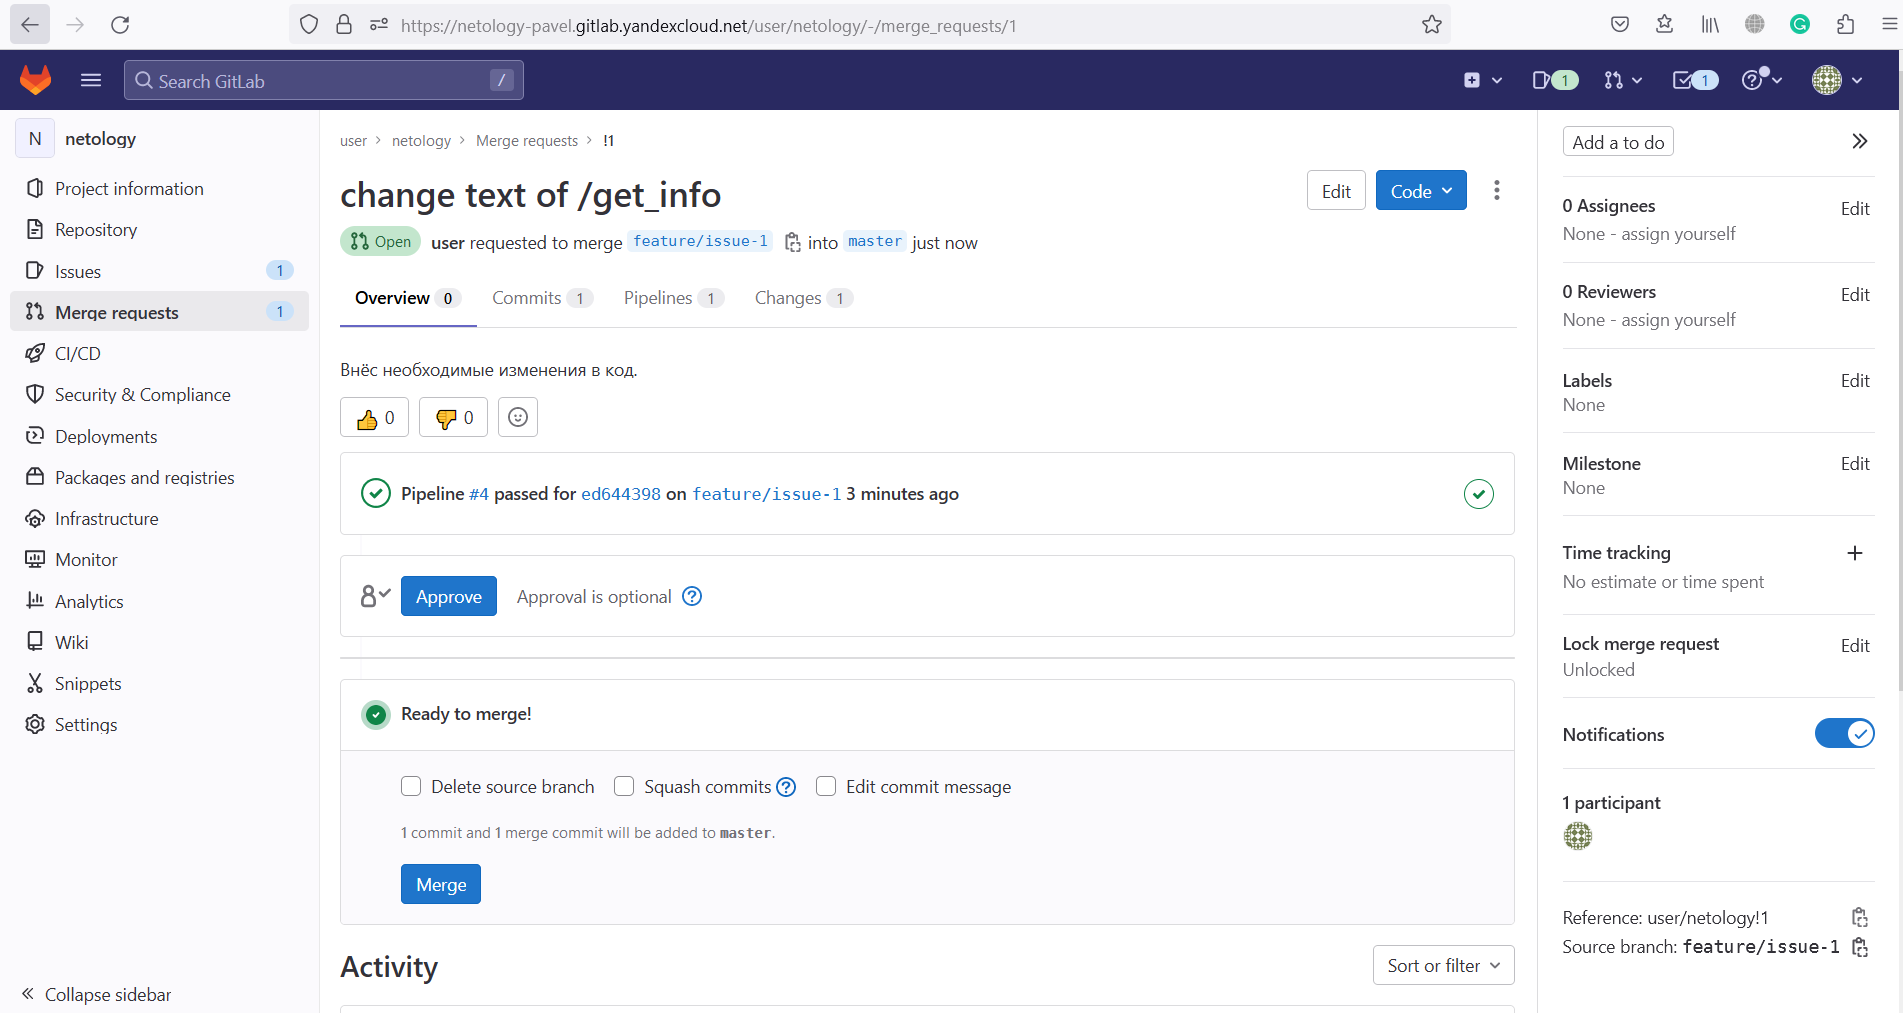 https://netology-pavel.gitlab.yandexcloud.net/user/netology/-/merge_requests/1
Search GitLab /
1
1
N netology
Project information
Repository
Issues 1
Merge requests 1
CI/CD
Security & Compliance
Deployments
Packages and registries
Infrastructure
Monitor
Analytics
Wiki
Snippets
Settings
Collapse sidebar
user > netology > Merge requests > !1
change text of /get_info
Edit Code
Open user requested to merge feature/issue-1 into master just now
Overview 0 Commits 1 Pipelines 1 Changes 1
Внёс необходимые изменения в код.
0 0
Pipeline #4 passed for ed644398 on feature/issue-1 3 minutes ago
Approve Approval is optional
Ready to merge!
Delete source branch Squash commits Edit commit message
1 commit and 1 merge commit will be added to master.
Merge
Activity
Sort or filter
Add a to do
0 Assignees Edit
None - assign yourself
0 Reviewers Edit
None - assign yourself
Labels Edit
None
Milestone Edit
None
Time tracking
No estimate or time spent
Lock merge request Edit
Unlocked
Notifications
1 participant
Reference: user/netology!1
Source branch: feature/issue-1